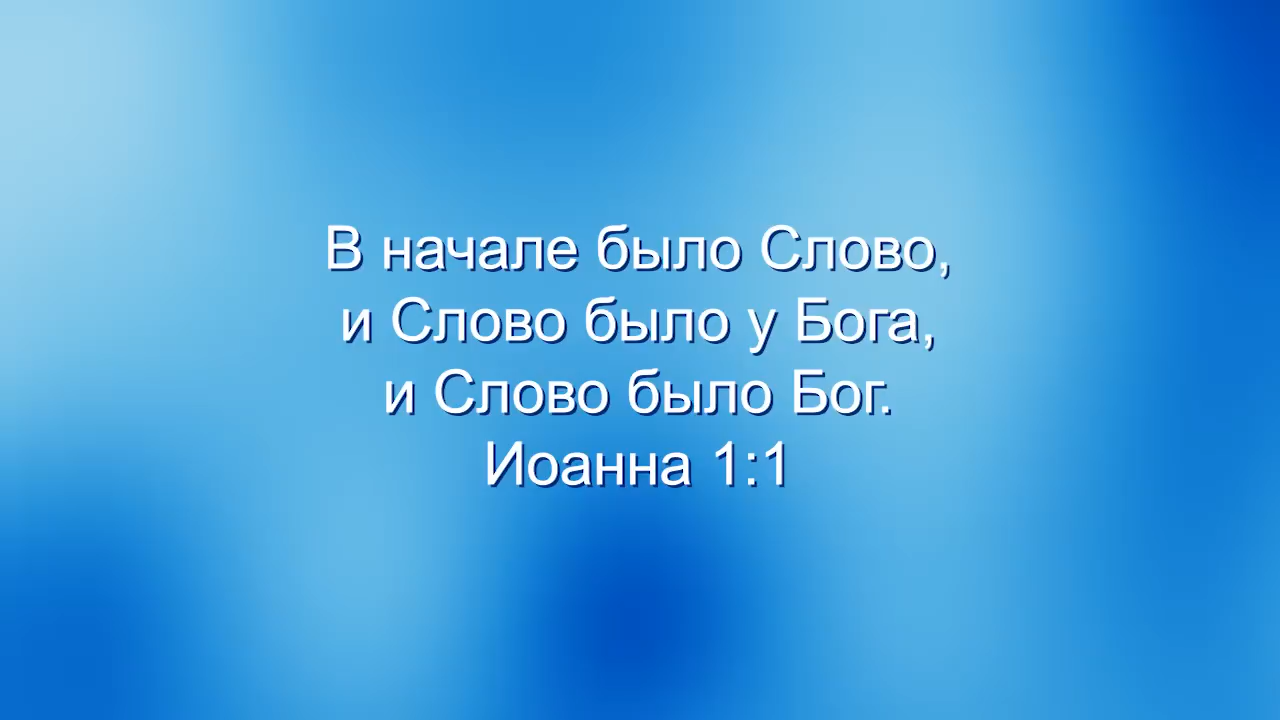 В начале было Слово,
и Слово было у Бога,
и Слово было Бог.
Иоанна 1:1